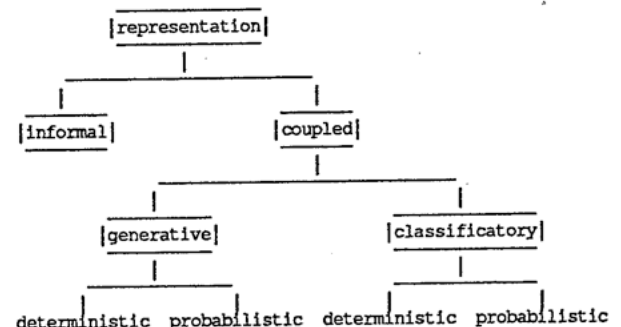 representation
informal coupled
generative classificatory
deterministic probabilistic deterministic probabilistic